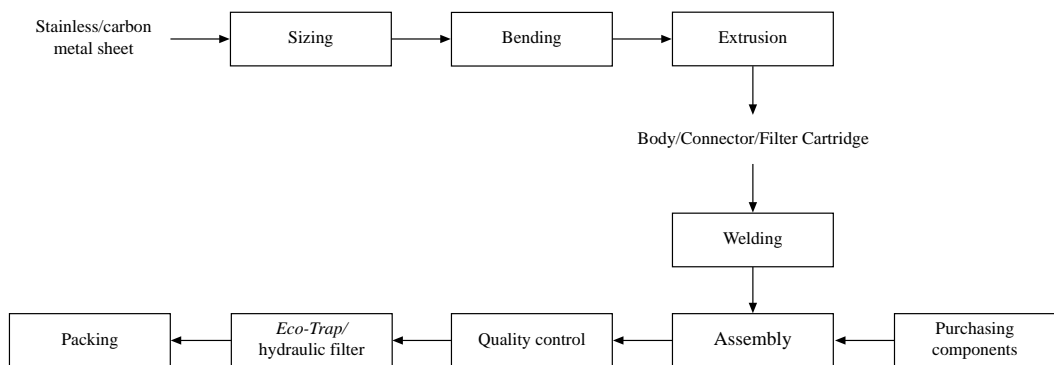 Stainless/carbon
metal sheet
Sizing
Bending
Extrusion
Body/Connector/Filter Cartridge
Welding
Packing
Eco-Trap/
hydraulic filter
Quality control
Assembly
Purchasing
components